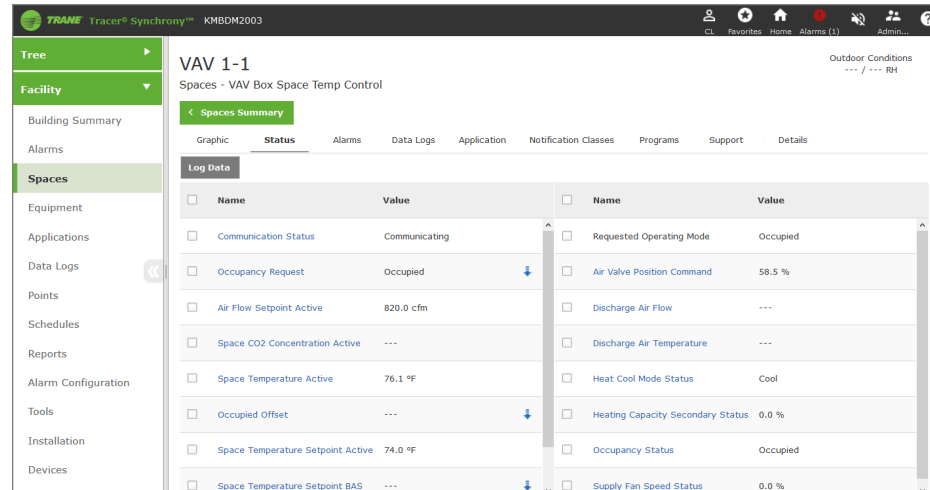 TRANE Tracer® Synchrony™ KMBDM2003
CL Favorites Home Alarms (1) Admin...
Tree
Facility
Building Summary
Alarms
Spaces
Equipment
Applications
Data Logs
Points
Schedules
Reports
Alarm Configuration
Tools
Installation
Devices
VAV 1-1
Spaces - VAV Box Space Temp Control
Outdoor Conditions
--- / --- RH
< Spaces Summary
Graphic Status Alarms Data Logs Application Notification Classes Programs Support Details
Log Data
Name Value Name Value
Communication Status Communicating Requested Operating Mode Occupied
Occupancy Request Occupied Air Valve Position Command 58.5 %
Air Flow Setpoint Active 820.0 cfm Discharge Air Flow ---
Space CO2 Concentration Active --- Discharge Air Temperature ---
Space Temperature Active 76.1 °F Heat Cool Mode Status Cool
Occupied Offset --- Heating Capacity Secondary Status 0.0 %
Space Temperature Setpoint Active 74.0 °F Occupancy Status Occupied
Space Temperature Setpoint BAS --- Supply Fan Speed Status 0.0 %